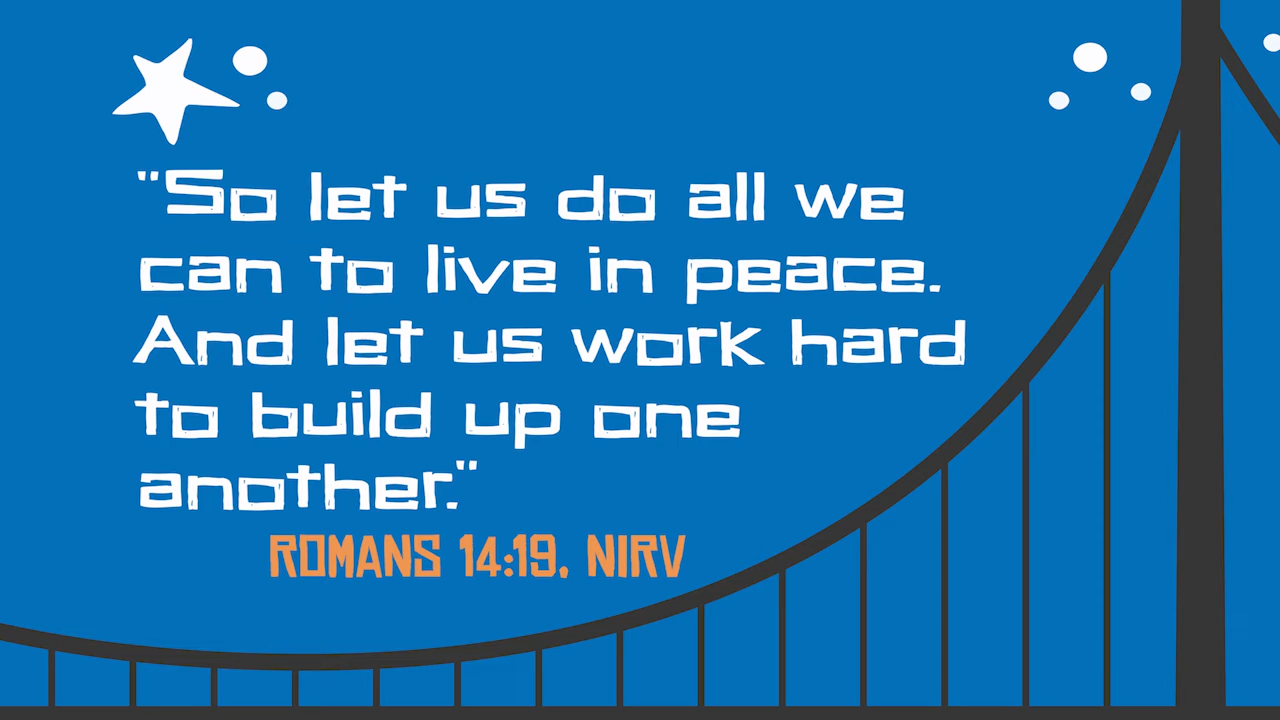 "So let us do all we
can to live in peace.
And let us work hard
to build up one
another."
ROMANS 14:19, NIRV